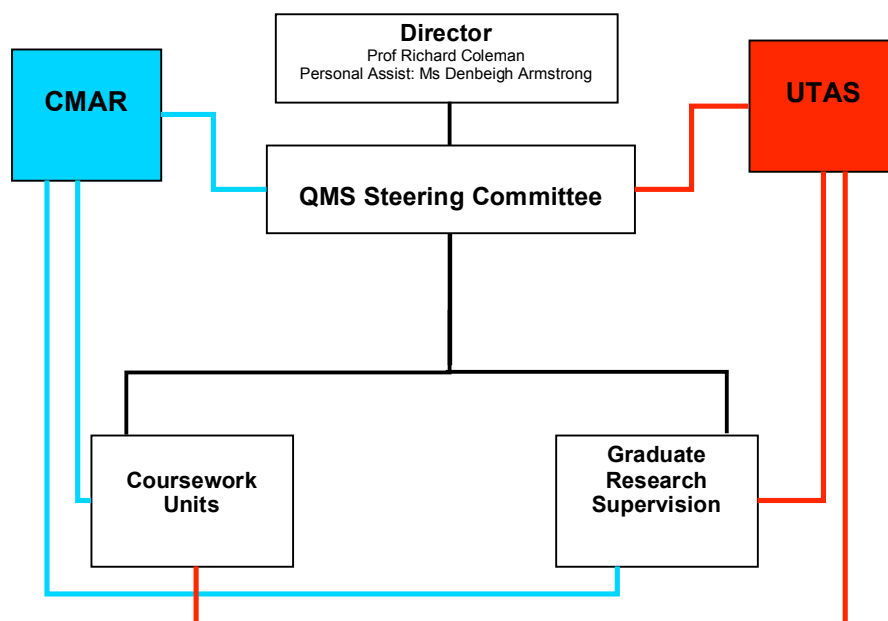 Director
Prof Richard Coleman
Personal Assist: Ms Denbeigh Armstrong
CMAR
UTAS
QMS Steering Committee
Coursework
Units
Graduate
Research
Supervision